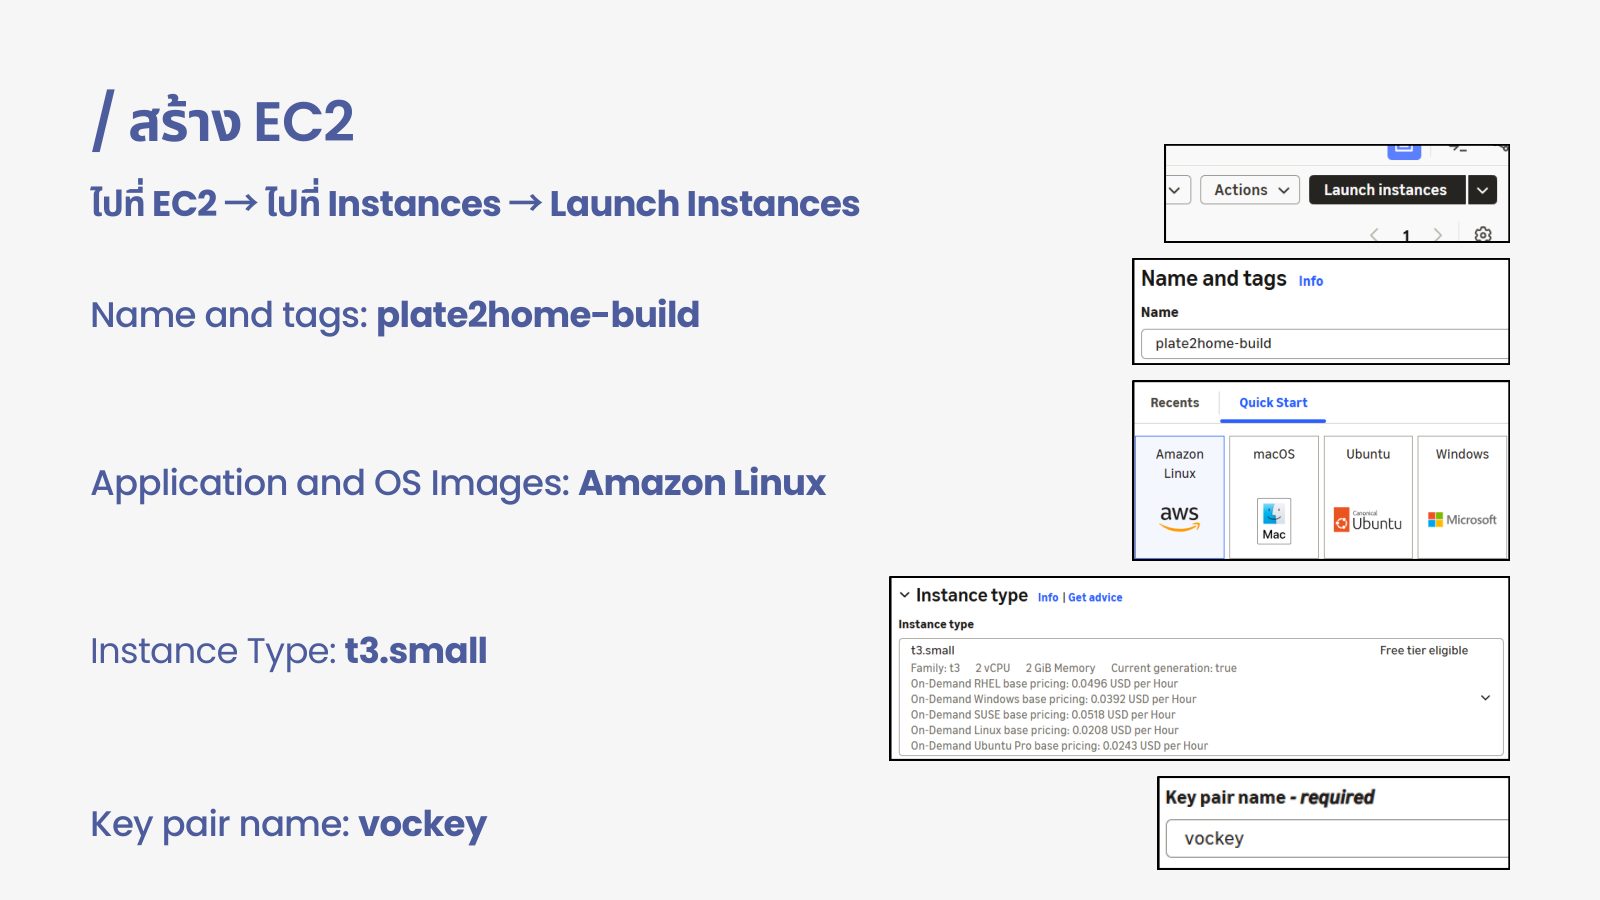 / สร้าง EC2
ไปที่ EC2 → ไปที่ Instances → Launch Instances
Actions
Launch instances
1
Name and tags: plate2home-build
Name and tags Info
Name
plate2home-build
Application and OS Images: Amazon Linux
Recents
Quick Start
Amazon Linux
aws
macOS
Mac
Ubuntu
Canonical Ubuntu
Windows
Microsoft
Instance Type: t3.small
Instance type Info | Get advice
Instance type
t3.small Free tier eligible
Family: t3 2 vCPU 2 GiB Memory Current generation: true
On-Demand RHEL base pricing: 0.0496 USD per Hour
On-Demand Windows base pricing: 0.0392 USD per Hour
On-Demand SUSE base pricing: 0.0518 USD per Hour
On-Demand Linux base pricing: 0.0208 USD per Hour
On-Demand Ubuntu Pro base pricing: 0.0243 USD per Hour
Key pair name: vockey
Key pair name - required
vockey